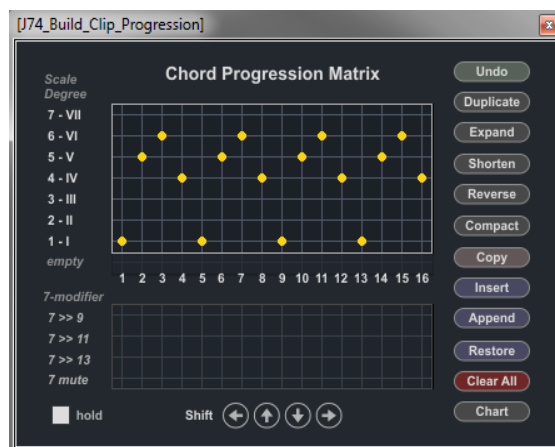 [J74_Build_Clip_Progression]
x
Scale
Degree
Chord Progression Matrix
7 - VII
6 - VI
5 - V
4 - IV
3 - III
2 - II
1 - I
empty
1 2 3 4 5 6 7 8 9 10 11 12 13 14 15 16
7-modifier
7 >> 9
7 >> 11
7 >> 13
7 mute
hold
Shift
Undo
Duplicate
Expand
Shorten
Reverse
Compact
Copy
Insert
Append
Restore
Clear All
Chart